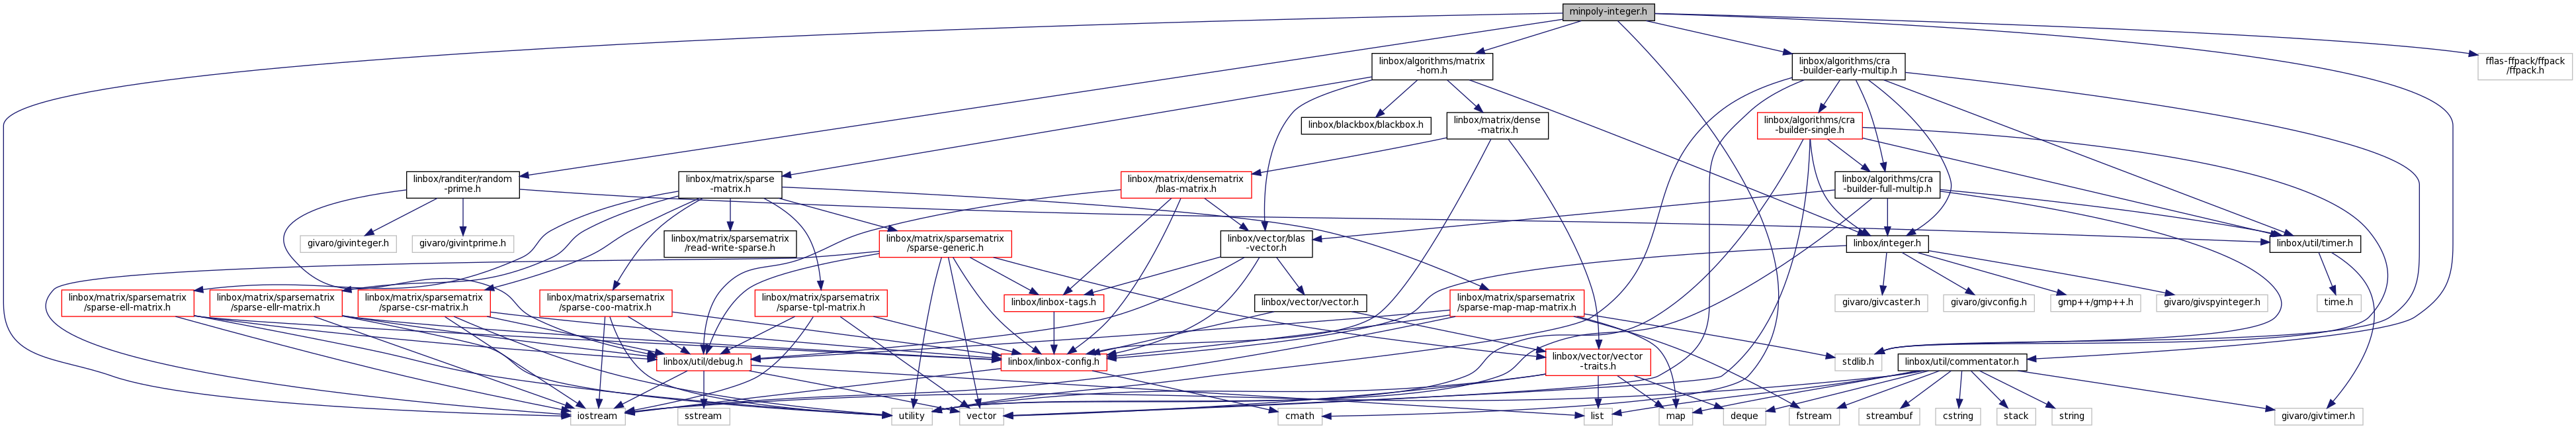 minpoly-integer.h
linbox/algorithms/matrix
-hom.h
linbox/algorithms/cra
-builder-early-multip.h
fflas-ffpack/ffpack
/ffpack.h
linbox/blackbox/blackbox.h
linbox/matrix/dense
-matrix.h
linbox/algorithms/cra
-builder-single.h
linbox/randiter/random
-prime.h
linbox/matrix/sparse
-matrix.h
linbox/matrix/densematrix
/blas-matrix.h
linbox/algorithms/cra
-builder-full-multip.h
givaro/givinteger.h
givaro/givintprime.h
linbox/matrix/sparsematrix
/read-write-sparse.h
linbox/matrix/sparsematrix
/sparse-generic.h
linbox/vector/blas
-vector.h
linbox/integer.h
linbox/util/timer.h
linbox/matrix/sparsematrix
/sparse-ell-matrix.h
linbox/matrix/sparsematrix
/sparse-ellr-matrix.h
linbox/matrix/sparsematrix
/sparse-csr-matrix.h
linbox/matrix/sparsematrix
/sparse-coo-matrix.h
linbox/matrix/sparsematrix
/sparse-tpl-matrix.h
linbox/linbox-tags.h
linbox/vector/vector.h
linbox/matrix/sparsematrix
/sparse-map-map-matrix.h
givaro/givcaster.h
givaro/givconfig.h
gmp++/gmp++.h
givaro/givspyinteger.h
time.h
linbox/util/debug.h
linbox/linbox-config.h
linbox/vector/vector
-traits.h
stdlib.h
linbox/util/commentator.h
iostream
sstream
utility
vector
cmath
list
map
deque
fstream
streambuf
cstring
stack
string
givaro/givtimer.h